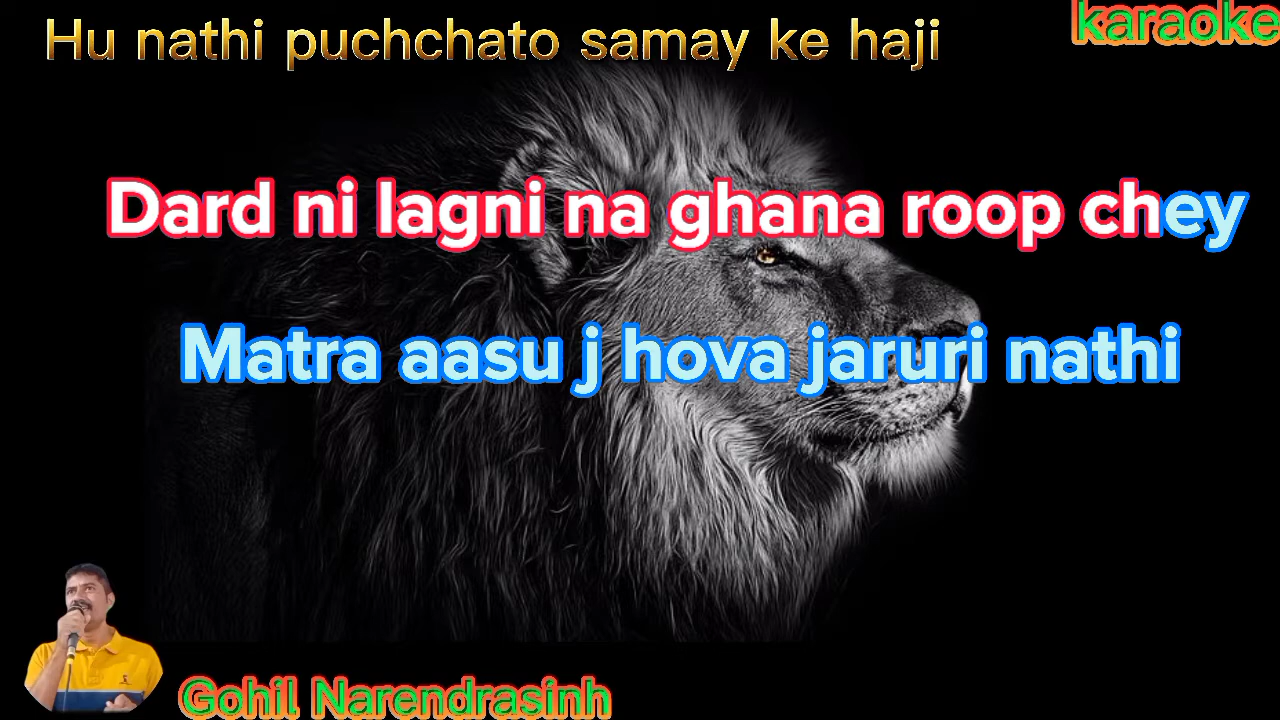 Hu nathi puchchato samay ke haji
karaoke
Dard ni lagni na ghana roop chey
Matra aasu j hova jaruri nathi
Gohil Narendrasinh